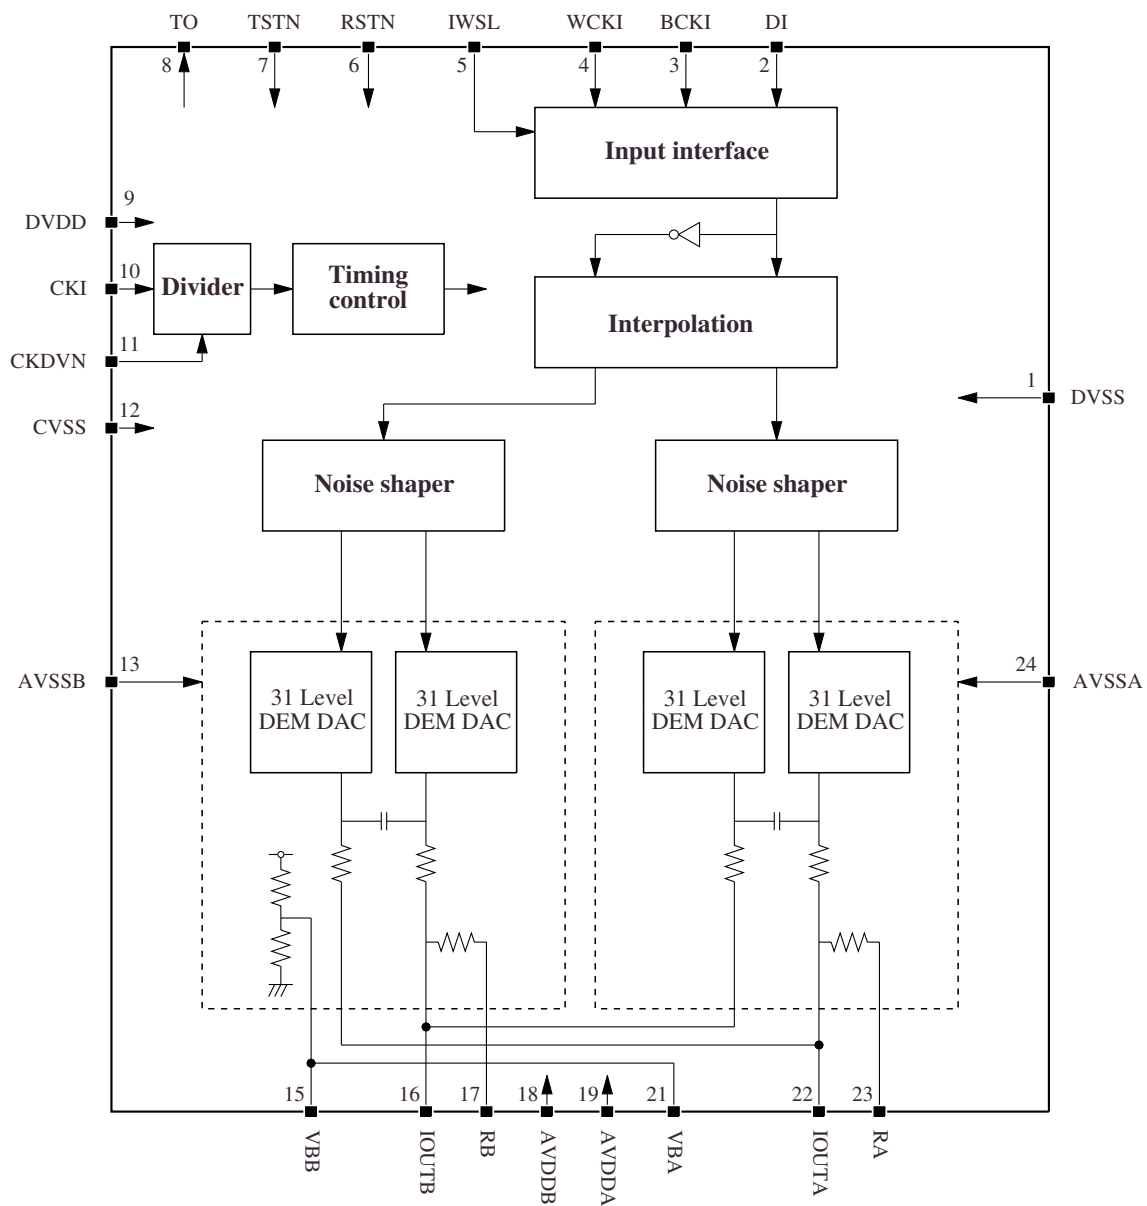 TO TSTN RSTN IWSL WCKI BCKI DI
8 7 6 5 4 3 2
Input interface
9
DVDD
10
CKI
Divider
Timing
control
Interpolation
11
CKDVN
1
DVSS
12
CVSS
Noise shaper
Noise shaper
13
AVSSB
24
AVSSA
31 Level
DEM DAC
31 Level
DEM DAC
31 Level
DEM DAC
31 Level
DEM DAC
15 16 17 18 19 21 22 23
VBB
IOUTB
RB
AVDDB
AVDDA
VBA
IOUTA
RA